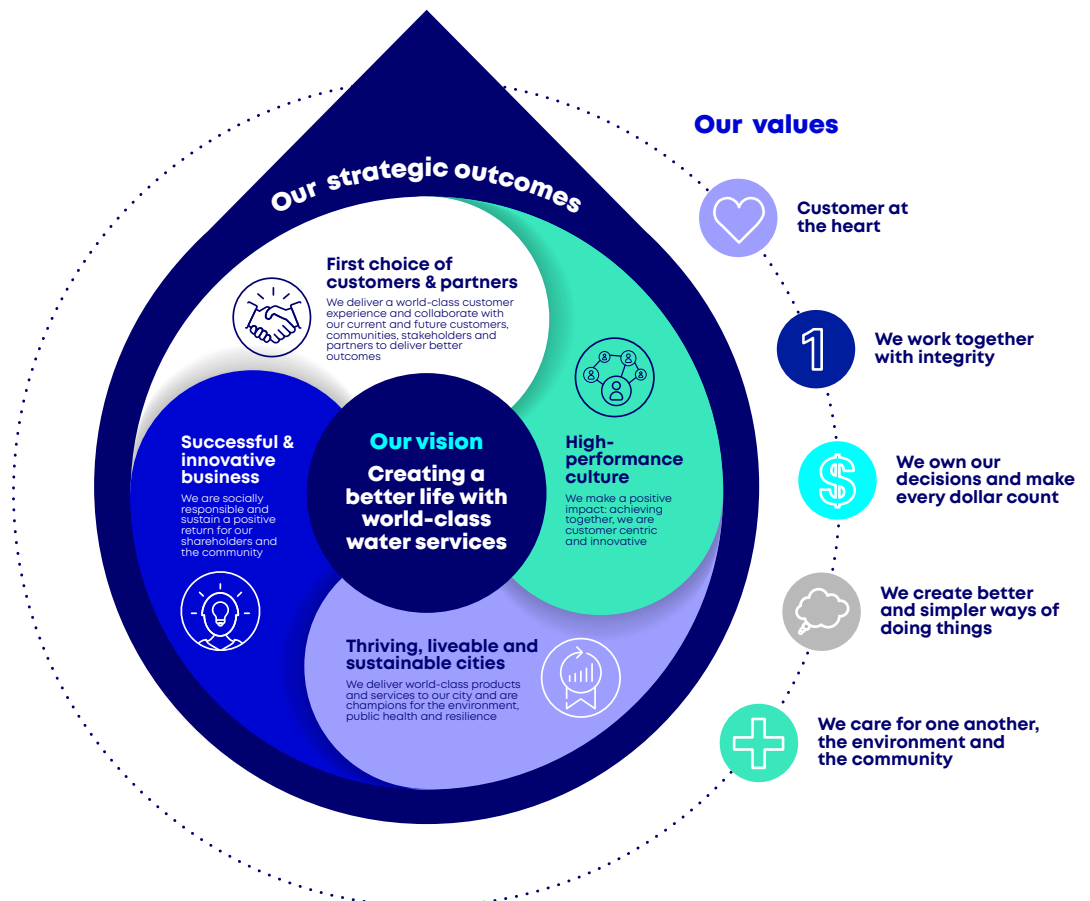 Our strategic outcomes
First choice of
customers & partners
We deliver a world-class customer
experience and collaborate with
our current and future customers,
communities, stakeholders and
partners to deliver better
outcomes
High-
performance
culture
We make a positive
impact: achieving
together, we are
customer centric
and innovative
Successful &
innovative
business
We are socially
responsible and
sustain a positive
return for our
shareholders and
the community
Our vision
Creating a
better life with
world-class
water services
Thriving, liveable and
sustainable cities
We deliver world-class products
and services to our city and are
champions for the environment,
public health and resilience
Our values
Customer at
the heart
1
We work together
with integrity
$
We own our
decisions and make
every dollar count
We create better
and simpler ways of
doing things
We care for one another,
the environment and
the community